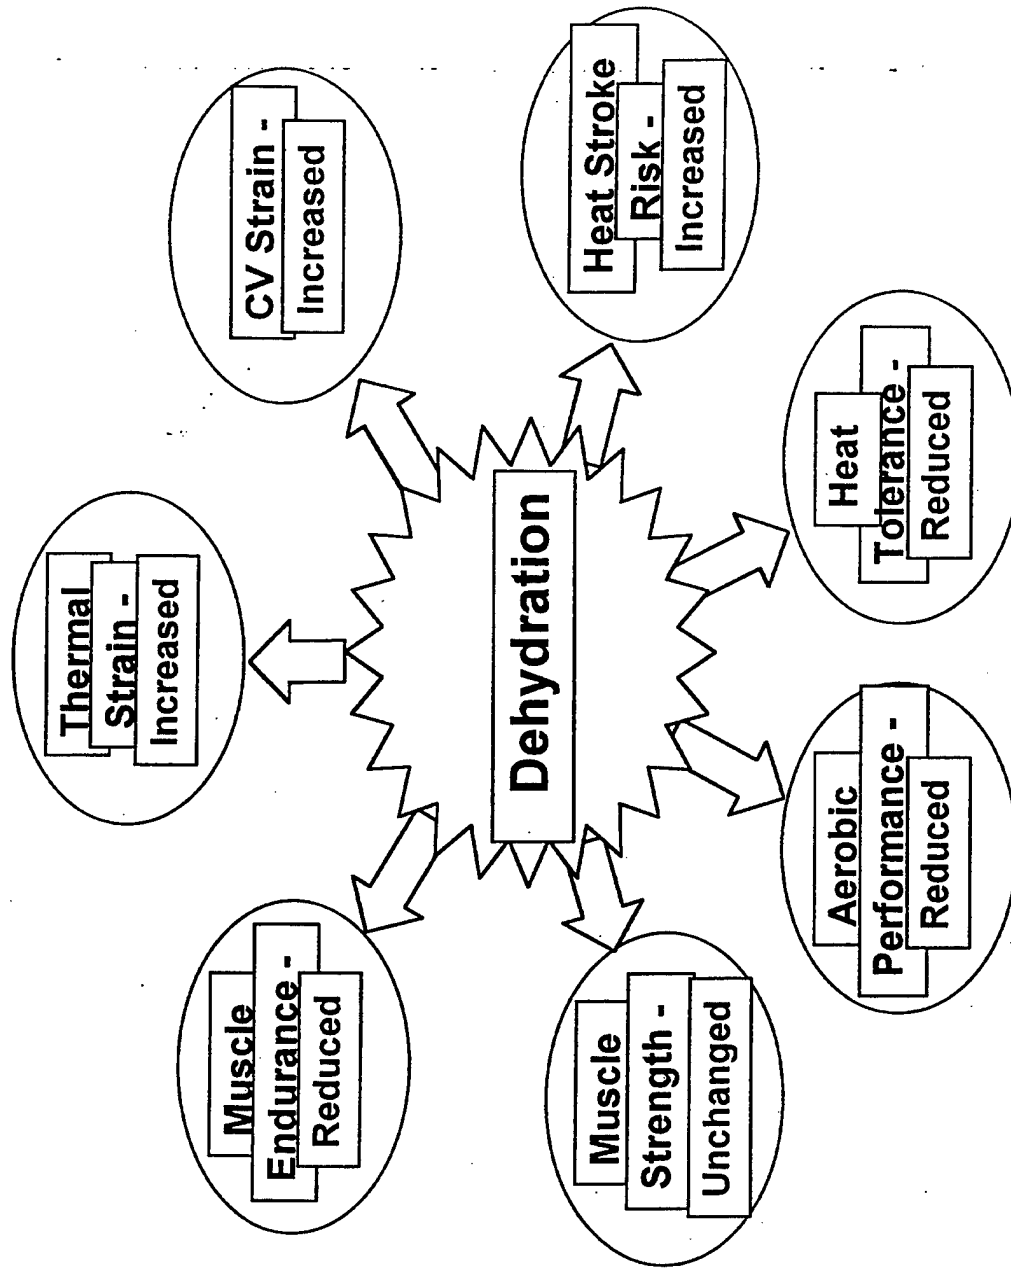 Thermal
Strain -
Increased
CV Strain -
Increased
Heat Stroke
Risk -
Increased
Heat
Tolerance -
Reduced
Aerobic
Performance -
Reduced
Muscle
Strength -
Unchanged
Muscle
Endurance -
Reduced
Dehydration